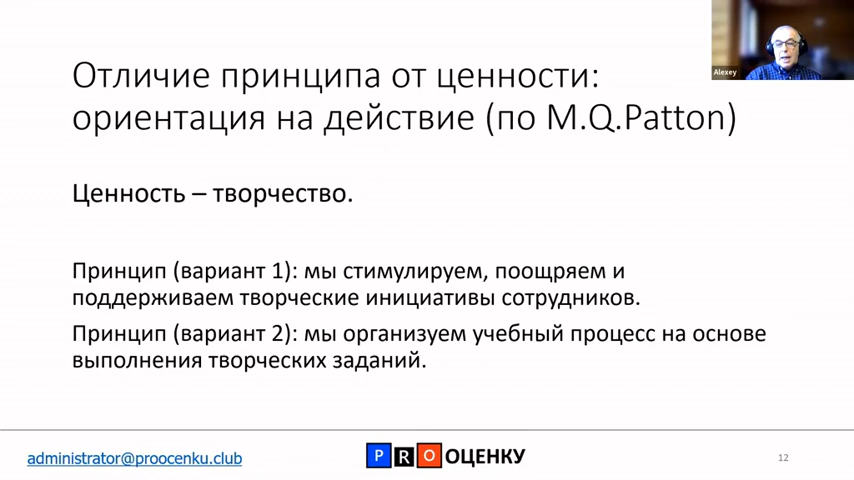 Alexey
Отличие принципа от ценности:
ориентация на действие (по M.Q.Patton)
Ценность – творчество.
Принцип (вариант 1): мы стимулируем, поощряем и
поддерживаем творческие инициативы сотрудников.
Принцип (вариант 2): мы организуем учебный процесс на основе
выполнения творческих заданий.
administrator@proocenku.club
PRO ОЦЕНКУ
12